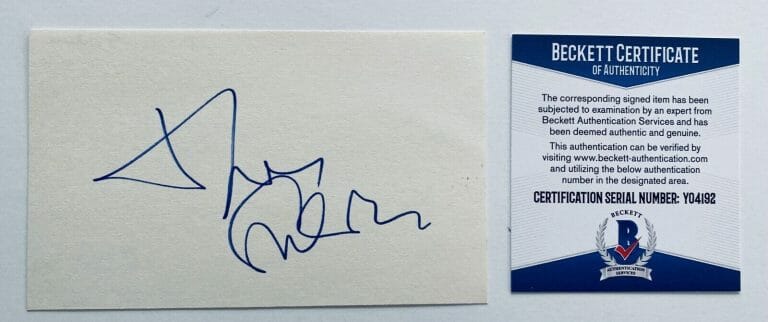 BECKETT CERTIFICATE
OF AUTHENTICITY
The corresponding signed item has been
subjected to examination by an expert from
Beckett Authentication Services and has
been deemed authentic and genuine.
This authentication can be verified by
visiting www.beckett-authentication.com
and utilizing the below authentication
number in the designated area.
CERTIFICATION SERIAL NUMBER: Y04192
BECKETT
B
AUTHENTICATION
SERVICES